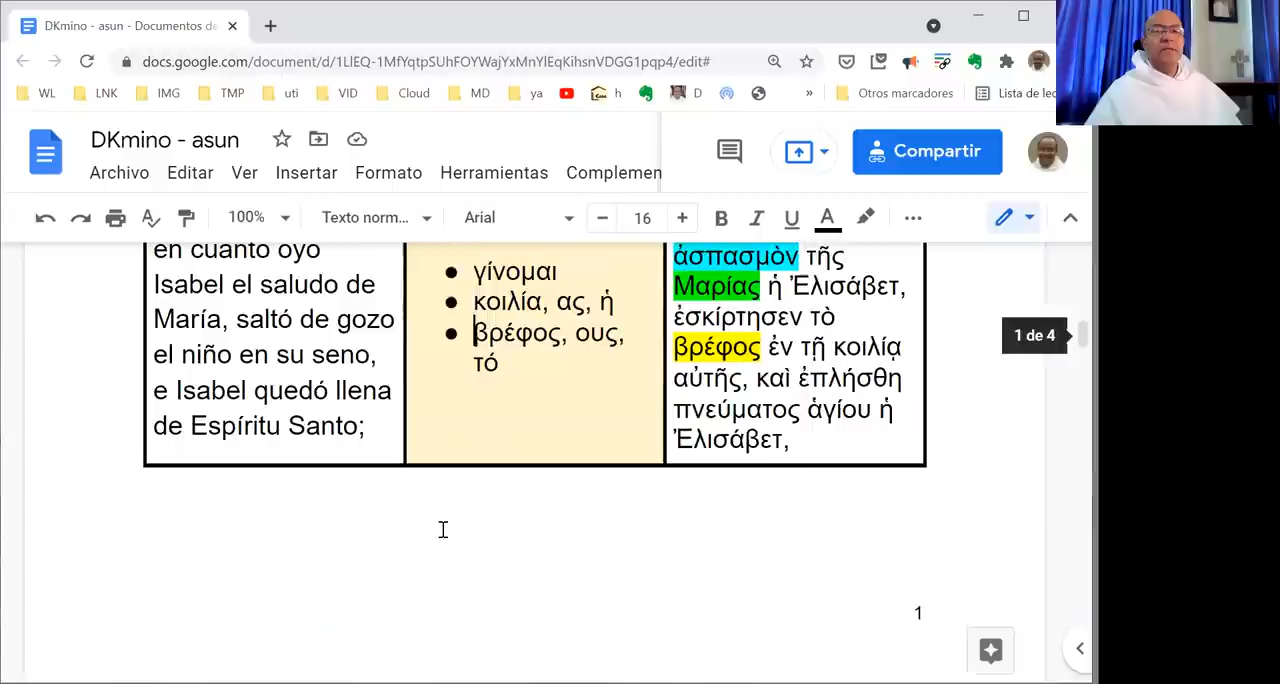 DKmino - asun - Documentos de
docs.google.com/document/d/1LlEQ-1MfYqtpSUhFOYWajYxMnYlEqKihsnVDGG1pqp4/edit#
WL LNK IMG TMP uti VID Cloud MD ya h D » Otros marcadores Lista de lec
DKmino - asun
Compartir
Archivo Editar Ver Insertar Formato Herramientas Complemen
100% Texto norm... Arial 16 B I U A
en cuanto oyó
Isabel el saludo de
María, saltó de gozo
el niño en su seno,
e Isabel quedó llena
de Espíritu Santo;
● γίνομαι
● κοιλία, ας, ἡ
● βρέφος, ους,
τό
ἀσπασμὸν τῆς
Μαρίας ἡ Ἐλισάβετ,
ἐσκίρτησεν τὸ
βρέφος ἐν τῇ κοιλίᾳ
αὐτῆς, καὶ ἐπλήσθη
πνεύματος ἁγίου ἡ
Ἐλισάβετ,
1 de 4
1